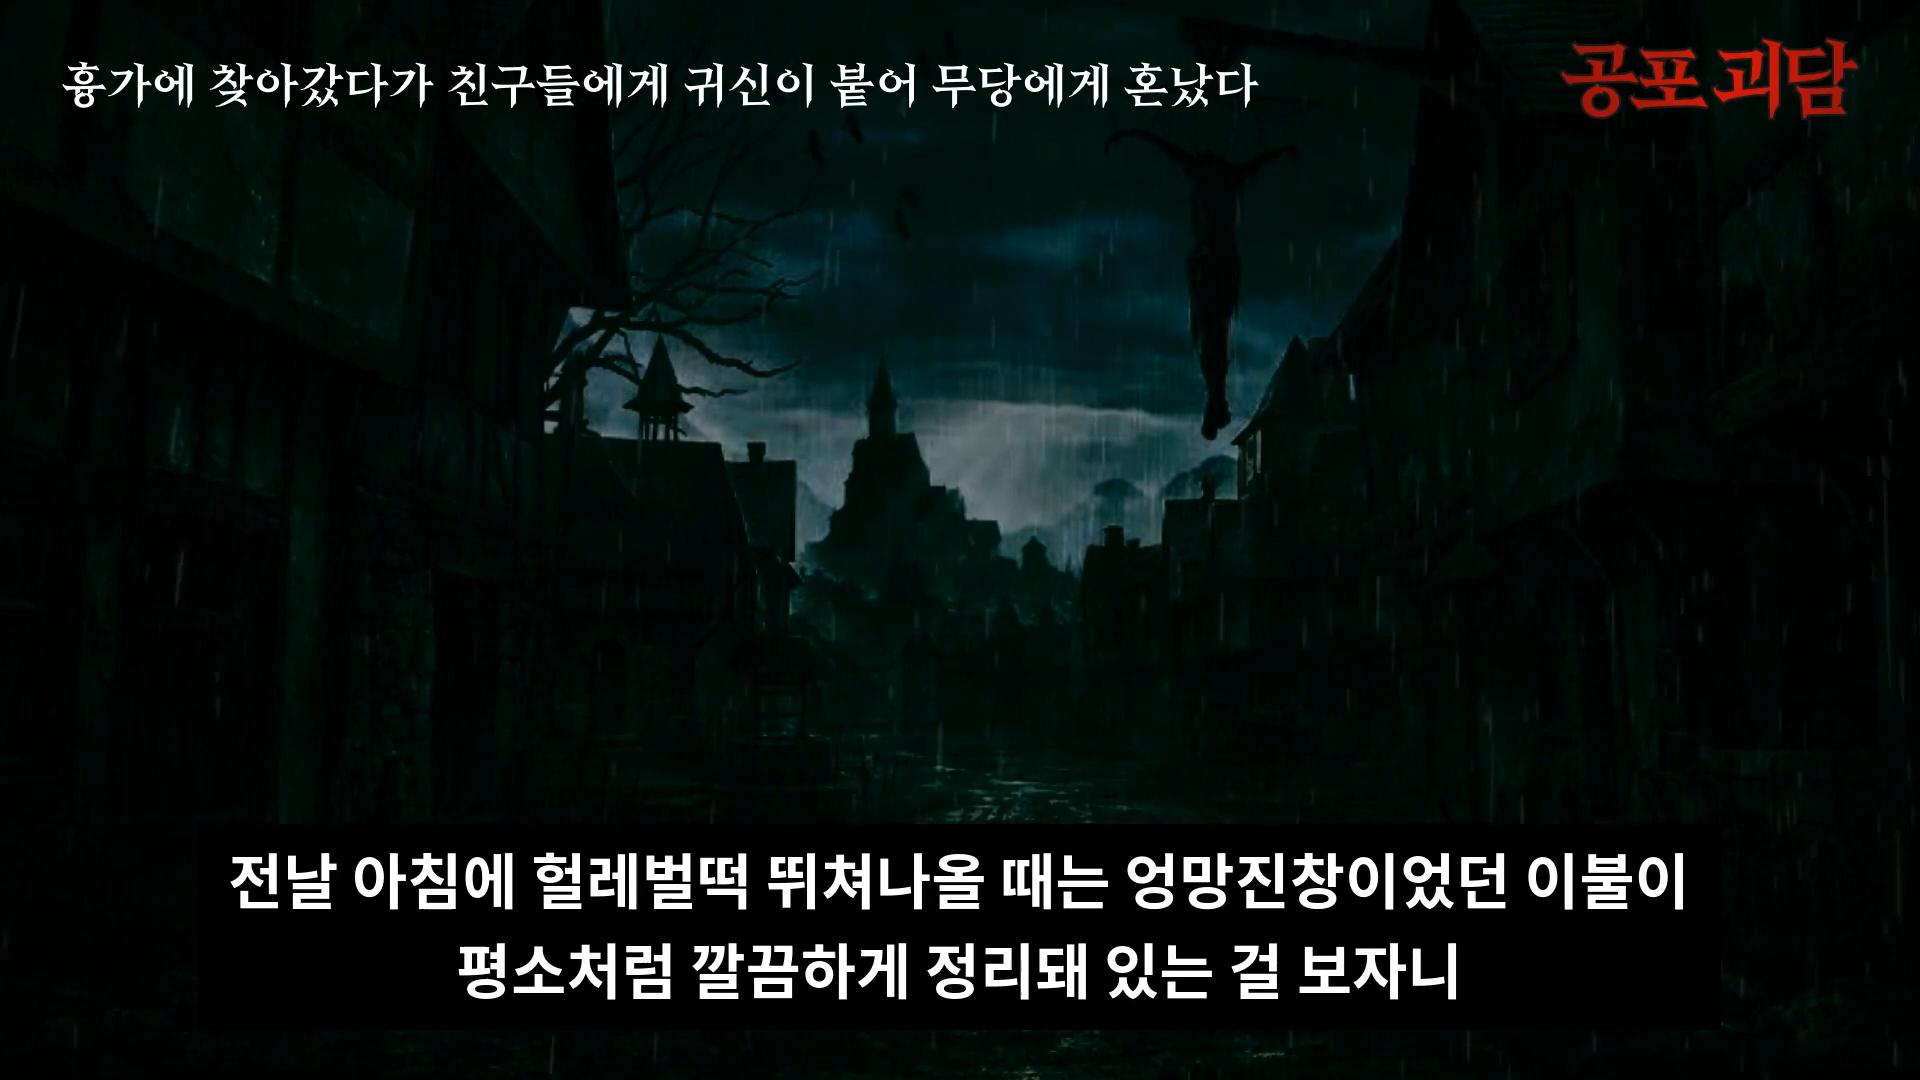 흉가에 찾아갔다가 친구들에게 귀신이 붙어 무당에게 혼났다
공포 괴담
전날 아침에 헐레벌떡 뛰쳐나올 때는 엉망진창이었던 이불이
평소처럼 깔끔하게 정리돼 있는 걸 보자니